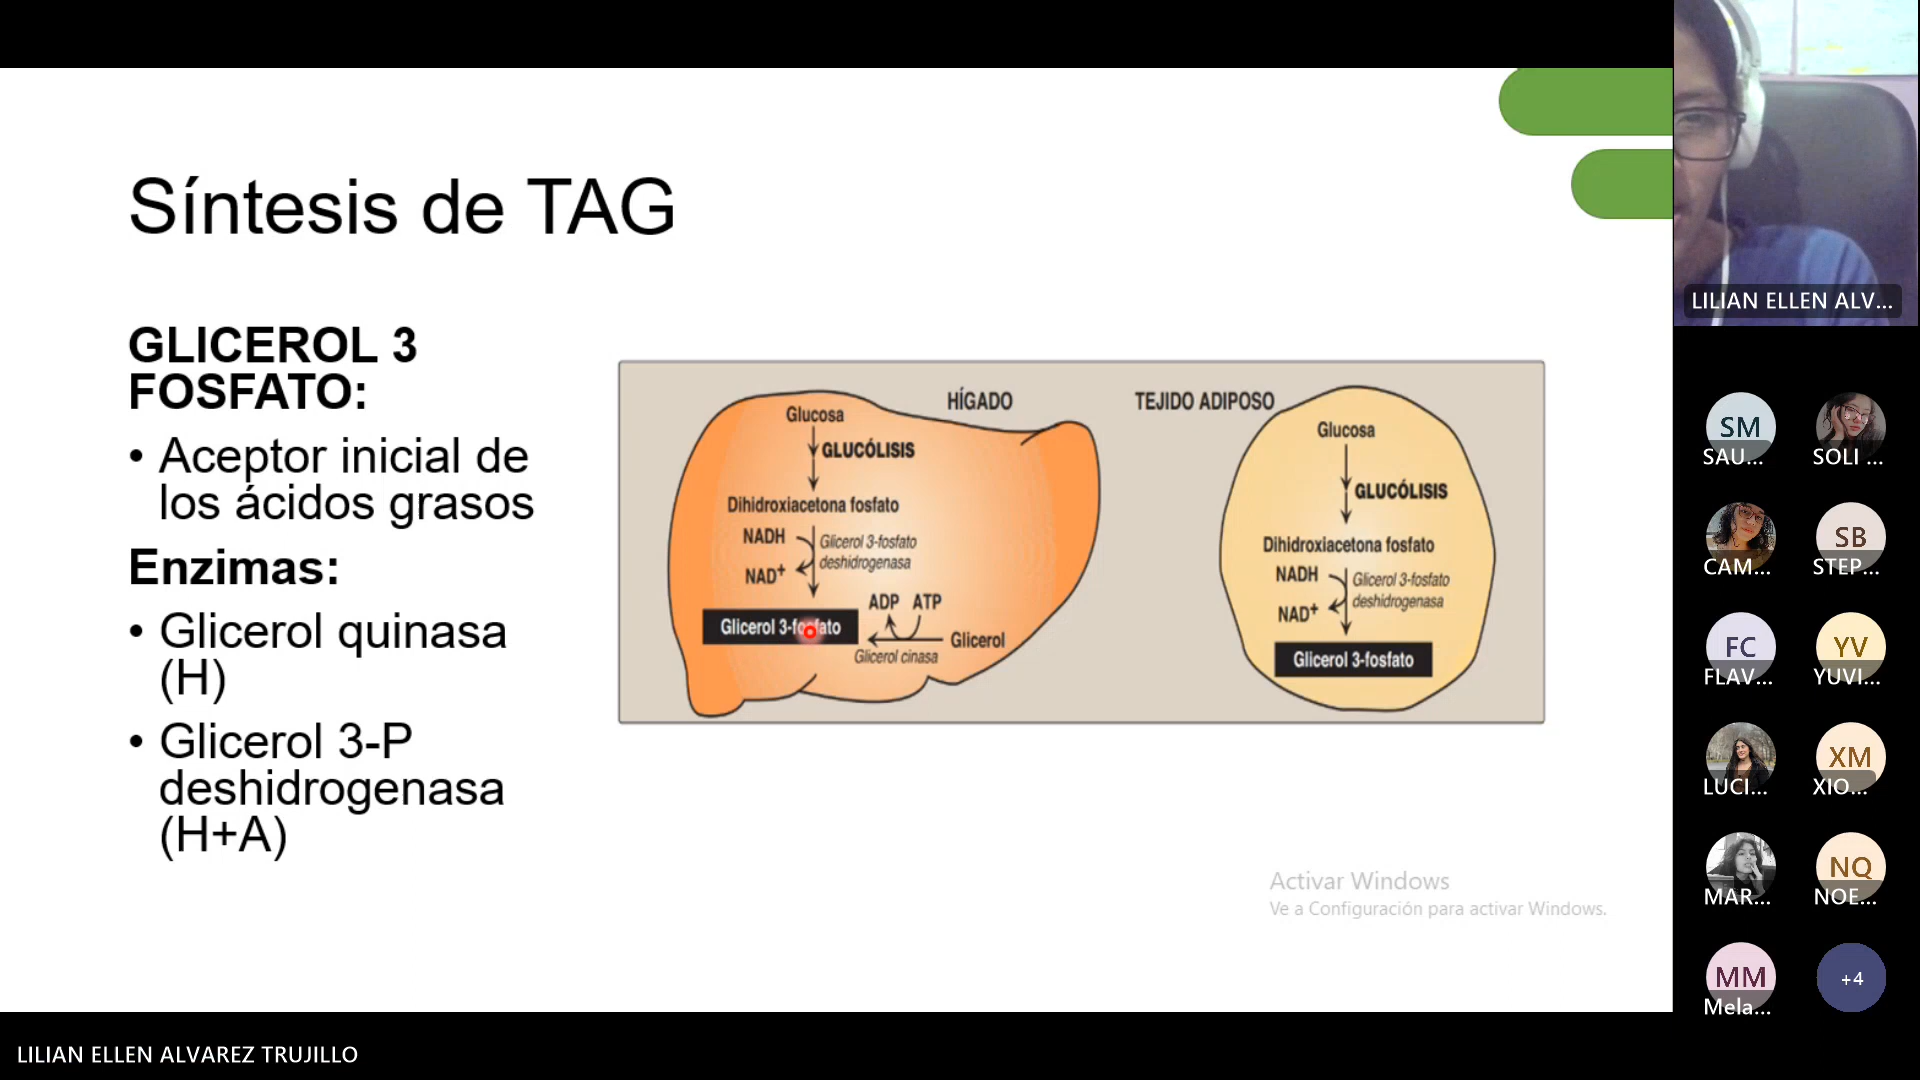 Síntesis de TAG
GLICEROL 3
FOSFATO:
• Aceptor inicial de
los ácidos grasos
Enzimas:
• Glicerol quinasa
(H)
• Glicerol 3-P
deshidrogenasa
(H+A)
HÍGADO
Glucosa
GLUCÓLISIS
Dihidroxiacetona fosfato
NADH
Glicerol 3-fosfato
deshidrogenasa
NAD+
ADP ATP
Glicerol 3-fosfato
Glicerol
Glicerol cinasa
TEJIDO ADIPOSO
Glucosa
GLUCÓLISIS
Dihidroxiacetona fosfato
NADH
Glicerol 3-fosfato
deshidrogenasa
NAD+
Glicerol 3-fosfato
Activar Windows
Ve a Configuración para activar Windows.
LILIAN ELLEN ALV...
SM
SAU...
SOLI ...
CAM...
SB
STEP...
FC
FLAV...
YV
YUVI...
LUCI...
XM
XIO...
MAR...
NQ
NOE...
MM
Mela...
+4
LILIAN ELLEN ALVAREZ TRUJILLO